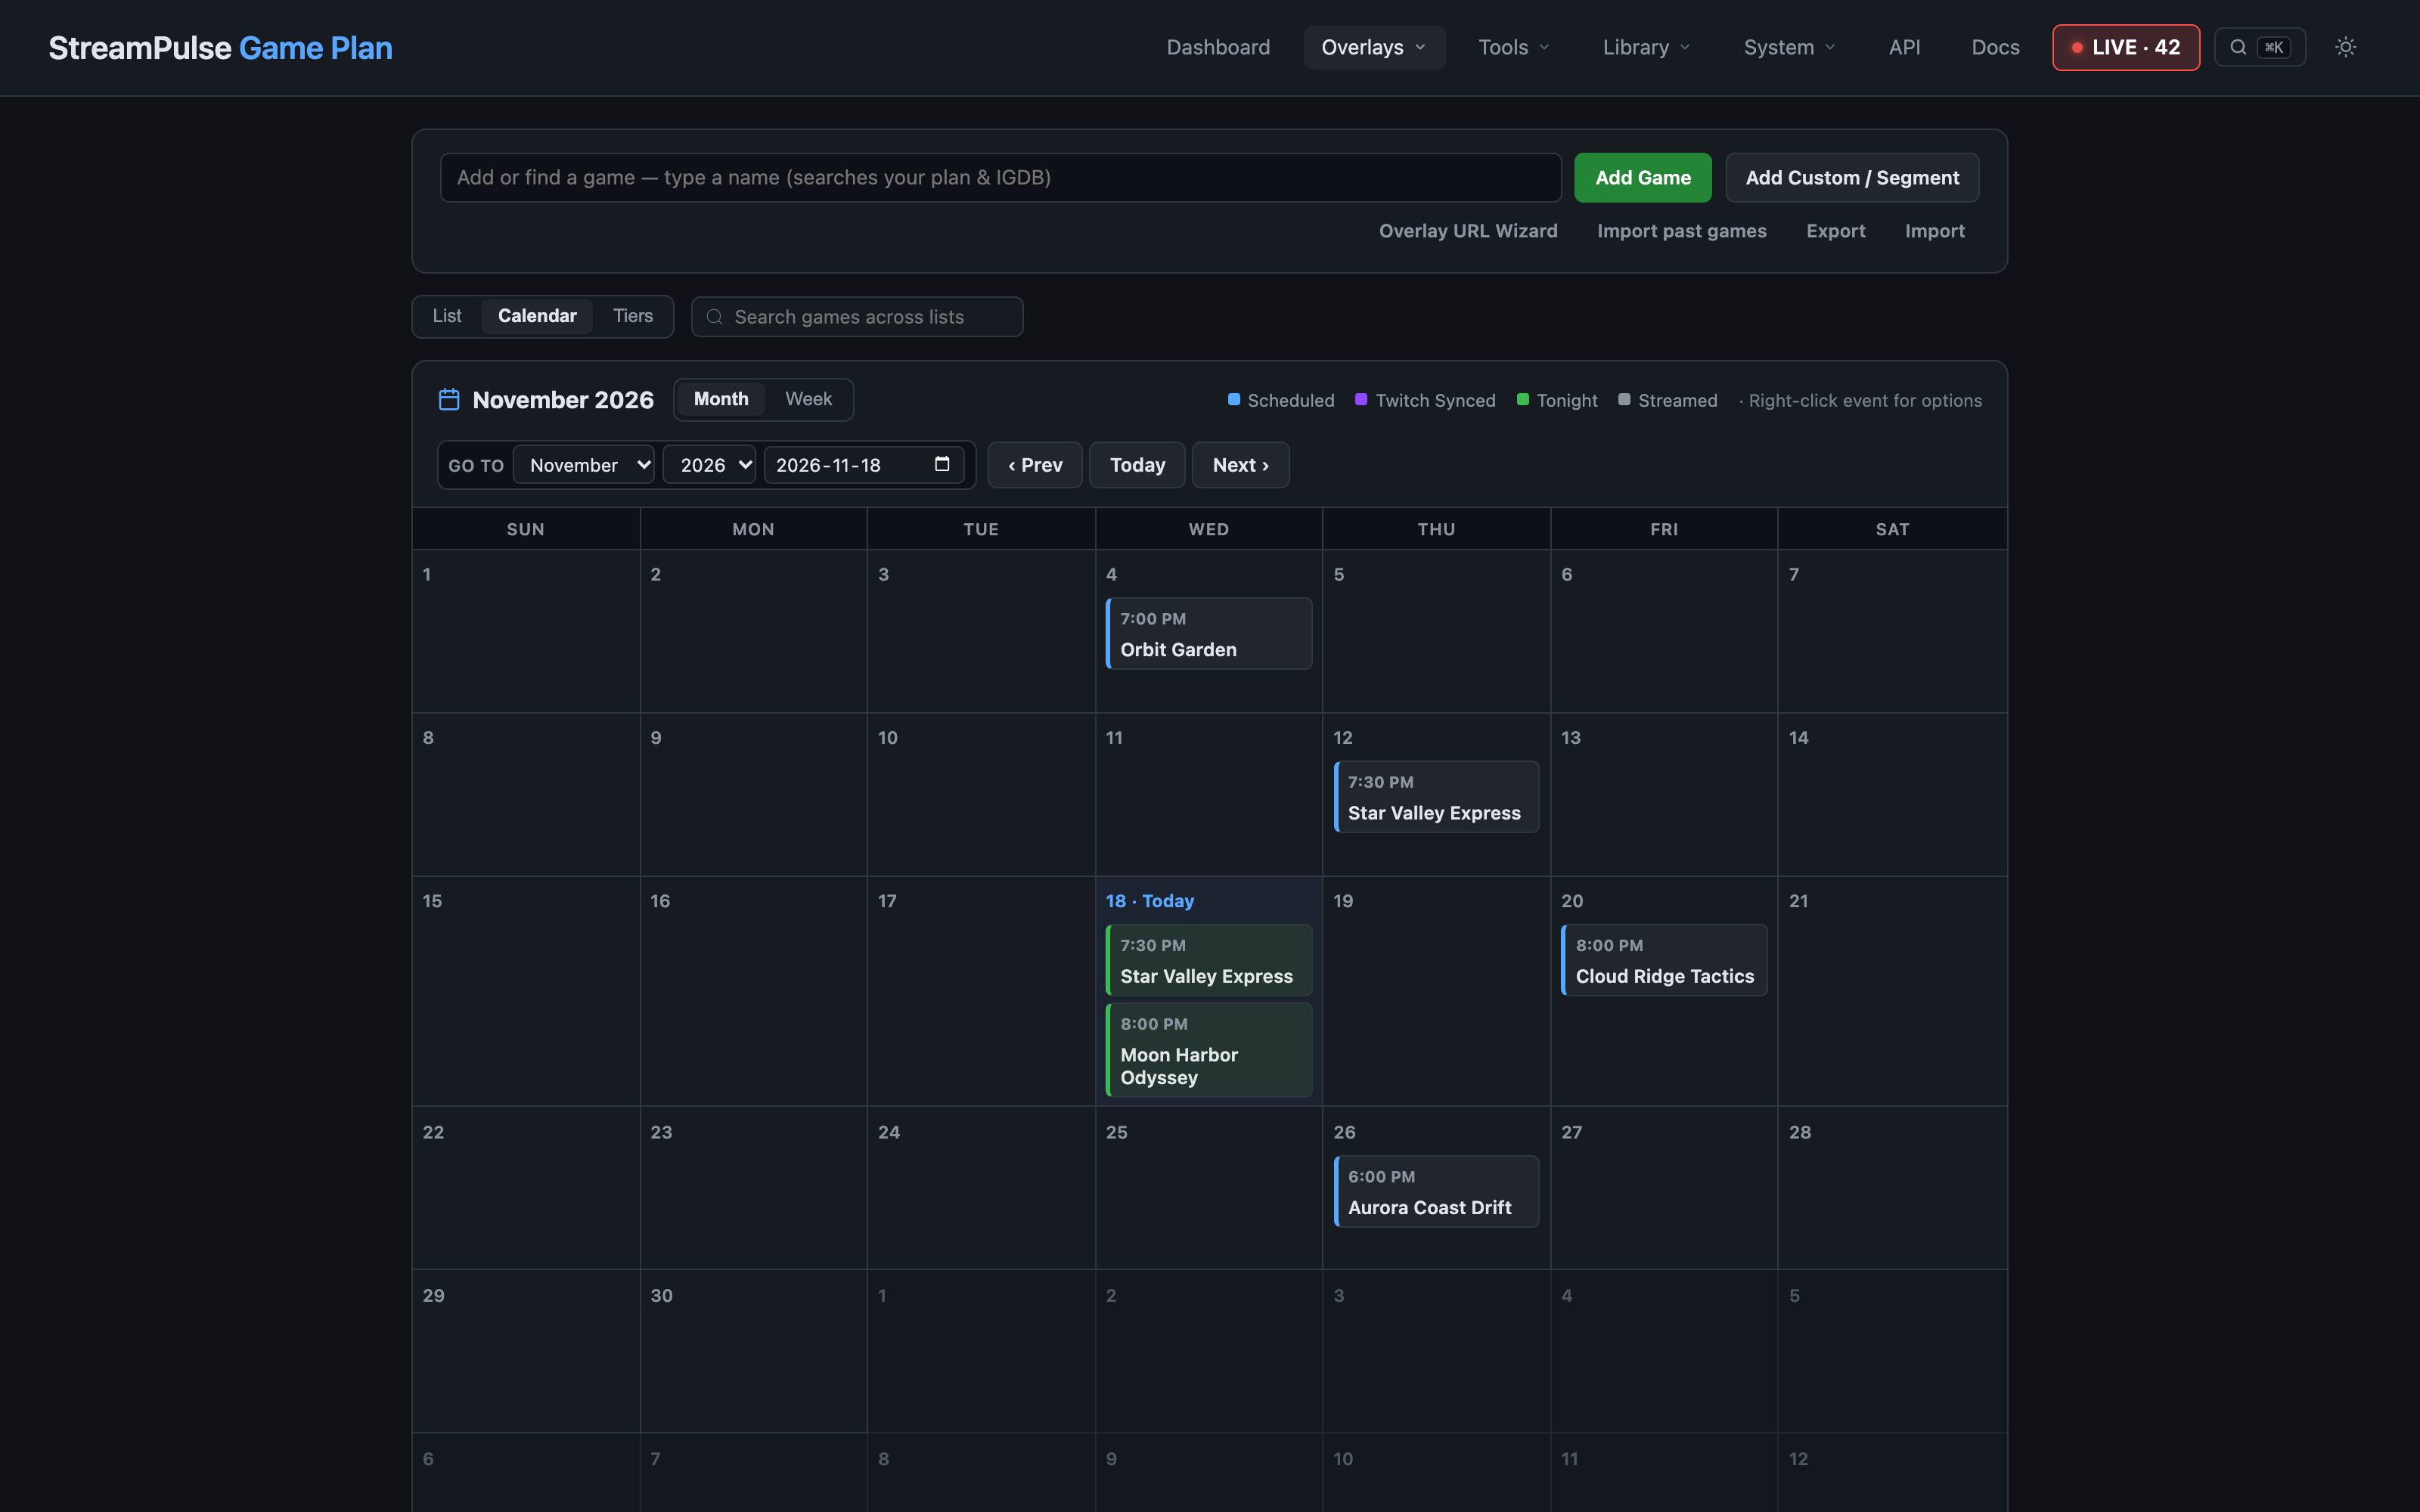 StreamPulse Game Plan
Dashboard Overlays Tools Library System API Docs LIVE · 42 ⌘K
Add or find a game — type a name (searches your plan & IGDB) Add Game Add Custom / Segment
Overlay URL Wizard Import past games Export Import
List Calendar Tiers Search games across lists
November 2026 Month Week Scheduled Twitch Synced Tonight Streamed · Right-click event for options
GO TO November 2026 2026-11-18 ‹ Prev Today Next ›
SUN MON TUE WED THU FRI SAT
1 2 3 4 5 6 7
7:00 PM
Orbit Garden
8 9 10 11 12 13 14
7:30 PM
Star Valley Express
15 16 17 18 · Today 19 20 21
7:30 PM 8:00 PM
Star Valley Express Cloud Ridge Tactics
8:00 PM
Moon Harbor
Odyssey
22 23 24 25 26 27 28
6:00 PM
Aurora Coast Drift
29 30 1 2 3 4 5
6 7 8 9 10 11 12